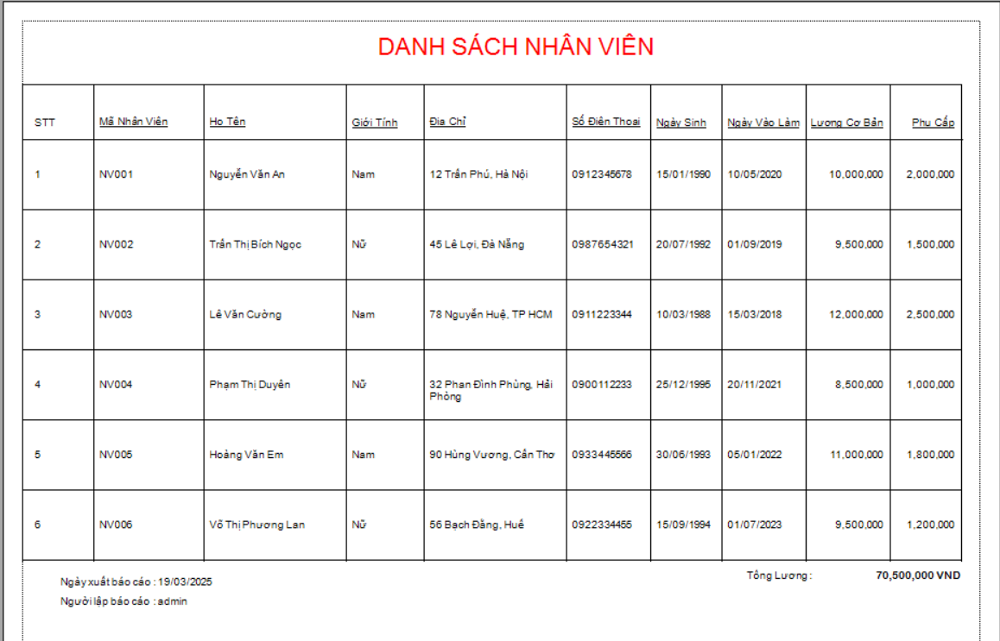 DANH SÁCH NHÂN VIÊN
STT Mã Nhân Viên Họ Tên Giới Tính Địa Chỉ Số Điện Thoại Ngày Sinh Ngày Vào Làm Lương Cơ Bản Phụ Cấp
1 NV001 Nguyễn Văn An Nam 12 Trần Phú, Hà Nội 0912345678 15/01/1990 10/05/2020 10,000,000 2,000,000
2 NV002 Trần Thị Bích Ngọc Nữ 45 Lê Lợi, Đà Nẵng 0987654321 20/07/1992 01/09/2019 9,500,000 1,500,000
3 NV003 Lê Văn Cường Nam 78 Nguyễn Huệ, TP HCM 0911223344 10/03/1988 15/03/2018 12,000,000 2,500,000
4 NV004 Phạm Thị Duyên Nữ 32 Phan Đình Phùng, Hải 0900112233 25/12/1995 20/11/2021 8,500,000 1,000,000
Phòng
5 NV005 Hoàng Văn Em Nam 90 Hùng Vương, Cần Thơ 0933445566 30/06/1993 05/01/2022 11,000,000 1,800,000
6 NV006 Võ Thị Phương Lan Nữ 56 Bạch Đằng, Huế 0922334455 15/09/1994 01/07/2023 9,500,000 1,200,000
Ngày xuất báo cáo : 19/03/2025 Tổng Lương : 70,500,000 VND
Người lập báo cáo : admin